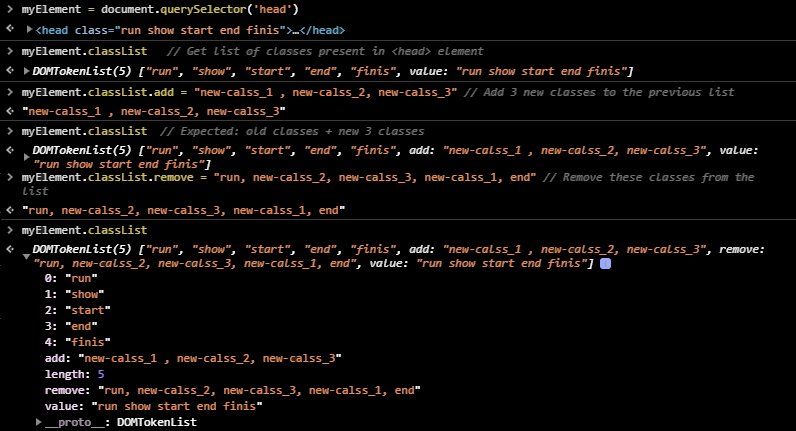 myElement = document.querySelector('head')
<head class="run show start end finis">…</head>
myElement.classList   // Get list of classes present in <head> element
DOMTokenList(5) ["run", "show", "start", "end", "finis", value: "run show start end finis"]
myElement.classList.add = "new-calss_1 , new-calss_2, new-calss_3" // Add 3 new classes to the previous list
"new-calss_1 , new-calss_2, new-calss_3"
myElement.classList  // Expected: old classes + new 3 classes
DOMTokenList(5) ["run", "show", "start", "end", "finis", add: "new-calss_1 , new-calss_2, new-calss_3", value:
"run show start end finis"]
myElement.classList.remove = "run, new-calss_2, new-calss_3, new-calss_1, end" // Remove these classes from the
list
"run, new-calss_2, new-calss_3, new-calss_1, end"
myElement.classList
DOMTokenList(5) ["run", "show", "start", "end", "finis", add: "new-calss_1 , new-calss_2, new-calss_3", remove:
"run, new-calss_2, new-calss_3, new-calss_1, end", value: "run show start end finis"]
0: "run"
1: "show"
2: "start"
3: "end"
4: "finis"
add: "new-calss_1 , new-calss_2, new-calss_3"
length: 5
remove: "run, new-calss_2, new-calss_3, new-calss_1, end"
value: "run show start end finis"
__proto__: DOMTokenList